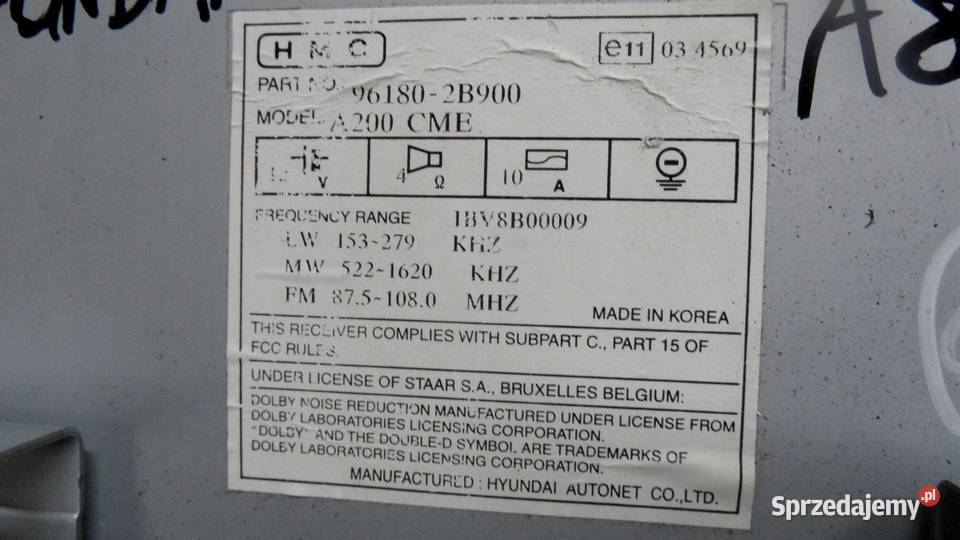 HMC
e11 03 4569
PART NO. 96180-2B900
MODEL A200 CME
V
4 Ω
10 A
FREQUENCY RANGE 1BV8B00009
LW 153~279 KHZ
MW 522~1620 KHZ
FM 87.5~108.0 MHZ
MADE IN KOREA
THIS RECEIVER COMPLIES WITH SUBPART C., PART 15 OF
FCC RULES.
UNDER LICENSE OF STAAR S.A., BRUXELLES BELGIUM:
DOLBY NOISE REDUCTION MANUFACTURED UNDER LICENSE FROM
DOLBY LABORATORIES LICENSING CORPORATION.
"DOLBY" AND THE DOUBLE-D SYMBOL ARE TRADEMARKS OF
DOLBY LABORATORIES LICENSING CORPORATION.
MANUFACTURED : HYUNDAI AUTONET CO.,LTD.
Sprzedajemy.pl